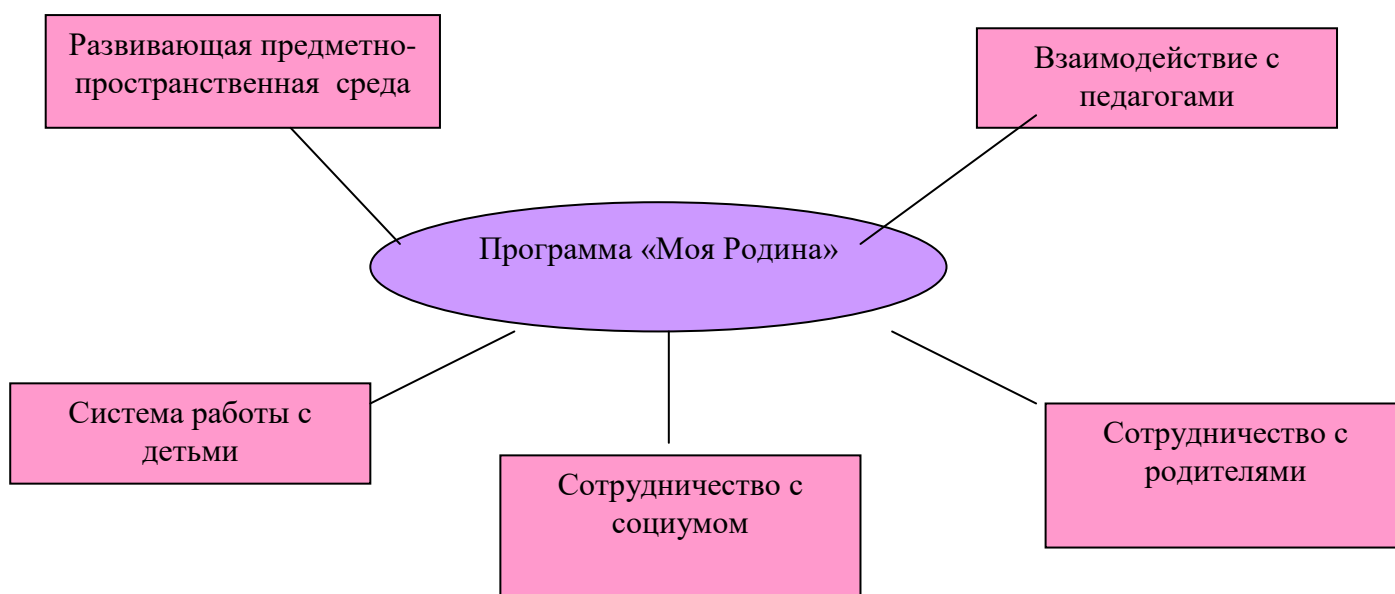 Развивающая предметно-
пространственная среда
Взаимодействие с
педагогами
Программа «Моя Родина»
Система работы с
детьми
Сотрудничество с
социумом
Сотрудничество с
родителями